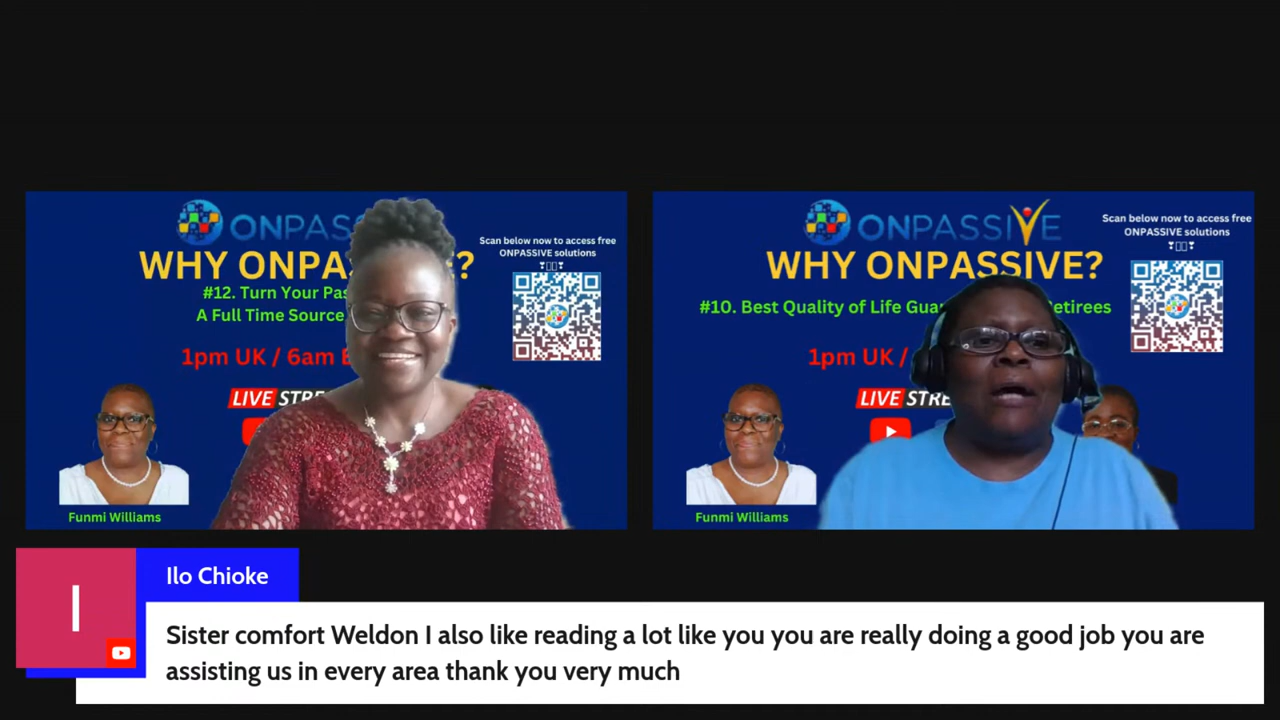 ONPASS
WHY ONPA ?
#12. Turn Your Pas
A Full Time Source
1pm UK / 6am
LIVE STRE
Funmi Williams
Scan below now to access free
ONPASSIVE solutions
ONPASSIVE
WHY ONPASSIVE?
#10. Best Quality of Life Gua etirees
1pm UK /
LIVE STRE
Funmi Williams
Scan below now to access free
ONPASSIVE solutions
I
Ilo Chioke
Sister comfort Weldon I also like reading a lot like you you are really doing a good job you are
assisting us in every area thank you very much